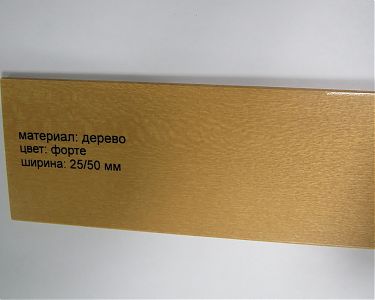 материал: дерево
цвет: форте
ширина: 25/50 мм